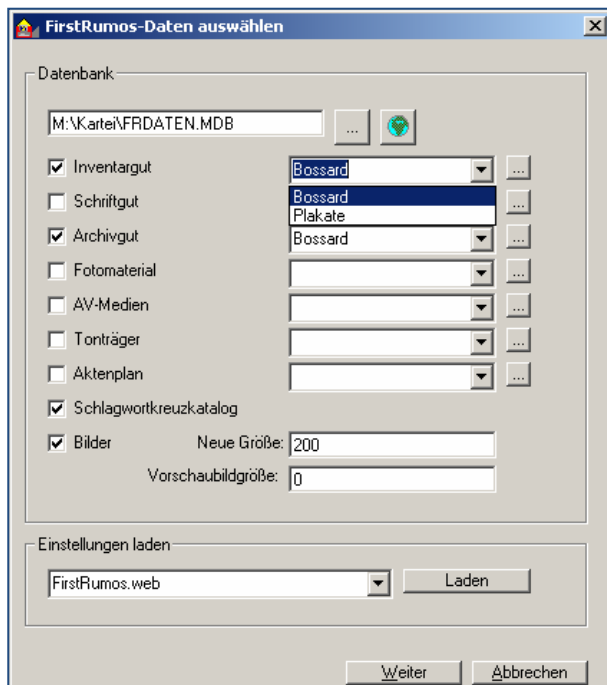 FirstRumos-Daten auswählen
Datenbank
M:\Kartei\FRDATEN.MDB ...
Inventargut Bossard ...
Bossard
Plakate
Schriftgut ...
Archivgut Bossard ...
Fotomaterial ...
AV-Medien ...
Tonträger ...
Aktenplan ...
Schlagwortkreuzkatalog
Bilder Neue Größe: 200
Vorschaubildgröße: 0
Einstellungen laden
FirstRumos.web Laden
Weiter Abbrechen